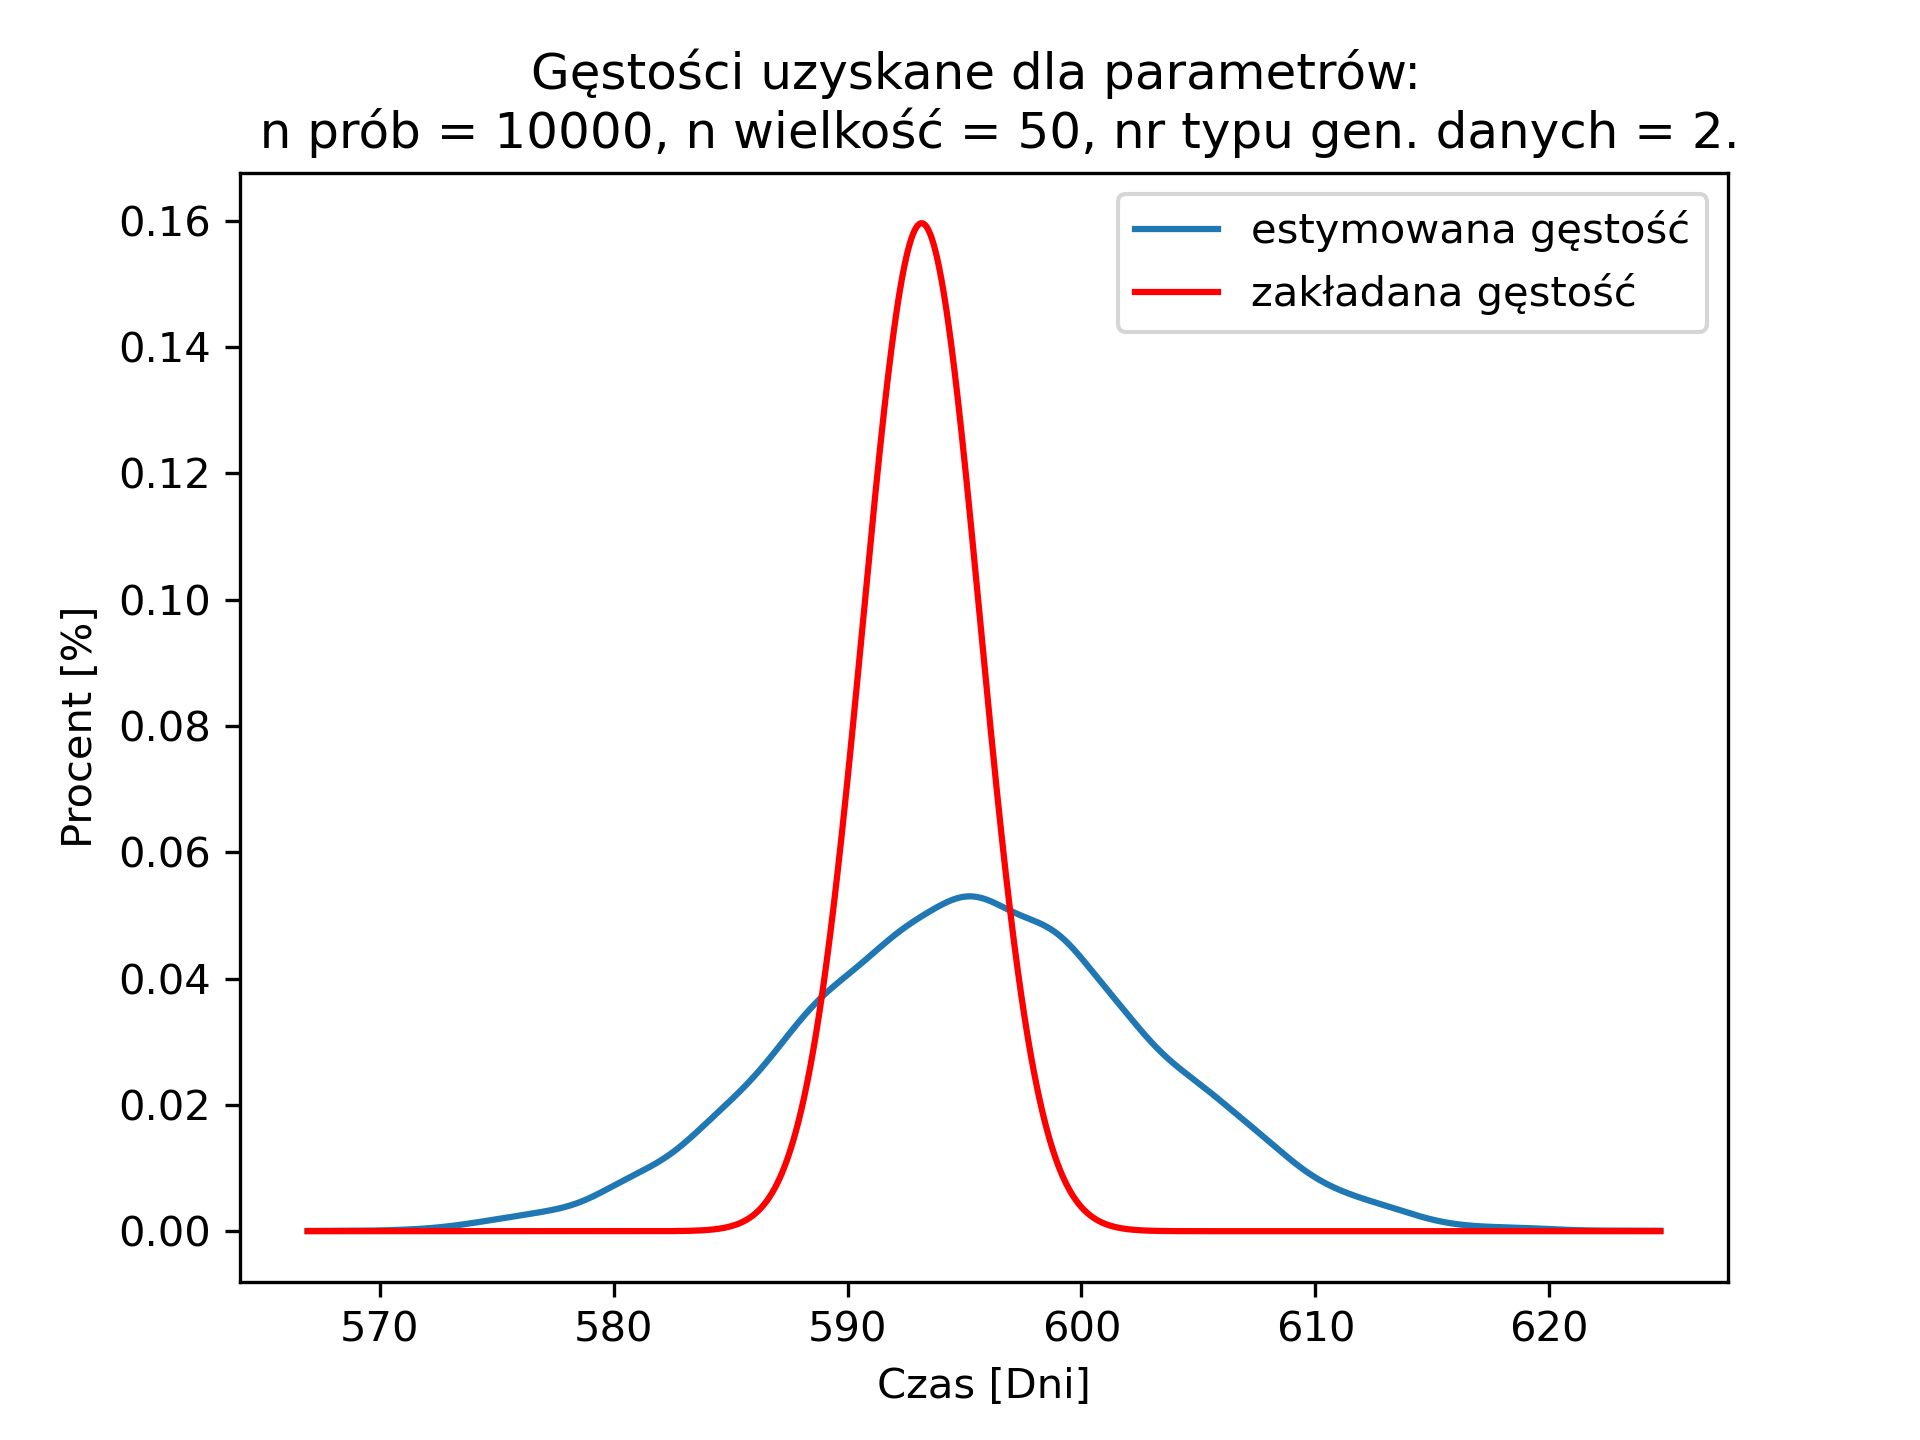 Gęstości uzyskane dla parametrów:
n prób = 10000, n wielkość = 50, nr typu gen. danych = 2.
estymowana gęstość
zakładana gęstość
0.16
0.14
0.12
0.10
0.08
0.06
0.04
0.02
0.00
Procent [%]
570 580 590 600 610 620
Czas [Dni]